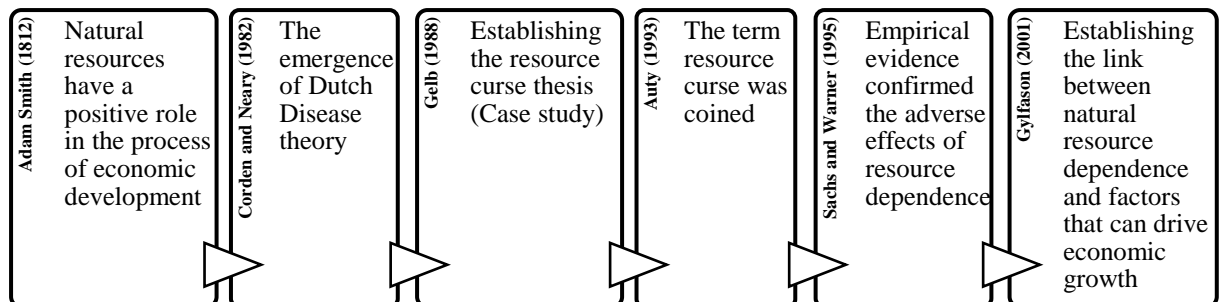 Adam Smith (1812)
Natural
resources
have a
positive role
in the process
of economic
development
Corden and Neary (1982)
The
emergence
of Dutch
Disease
theory
Gelb (1988)
Establishing
the resource
curse thesis
(Case study)
Auty (1993)
The term
resource
curse was
coined
Sachs and Warner (1995)
Empirical
evidence
confirmed
the adverse
effects of
resource
dependence
Gylfason (2001)
Establishing
the link
between
natural
resource
dependence
and factors
that can drive
economic
growth